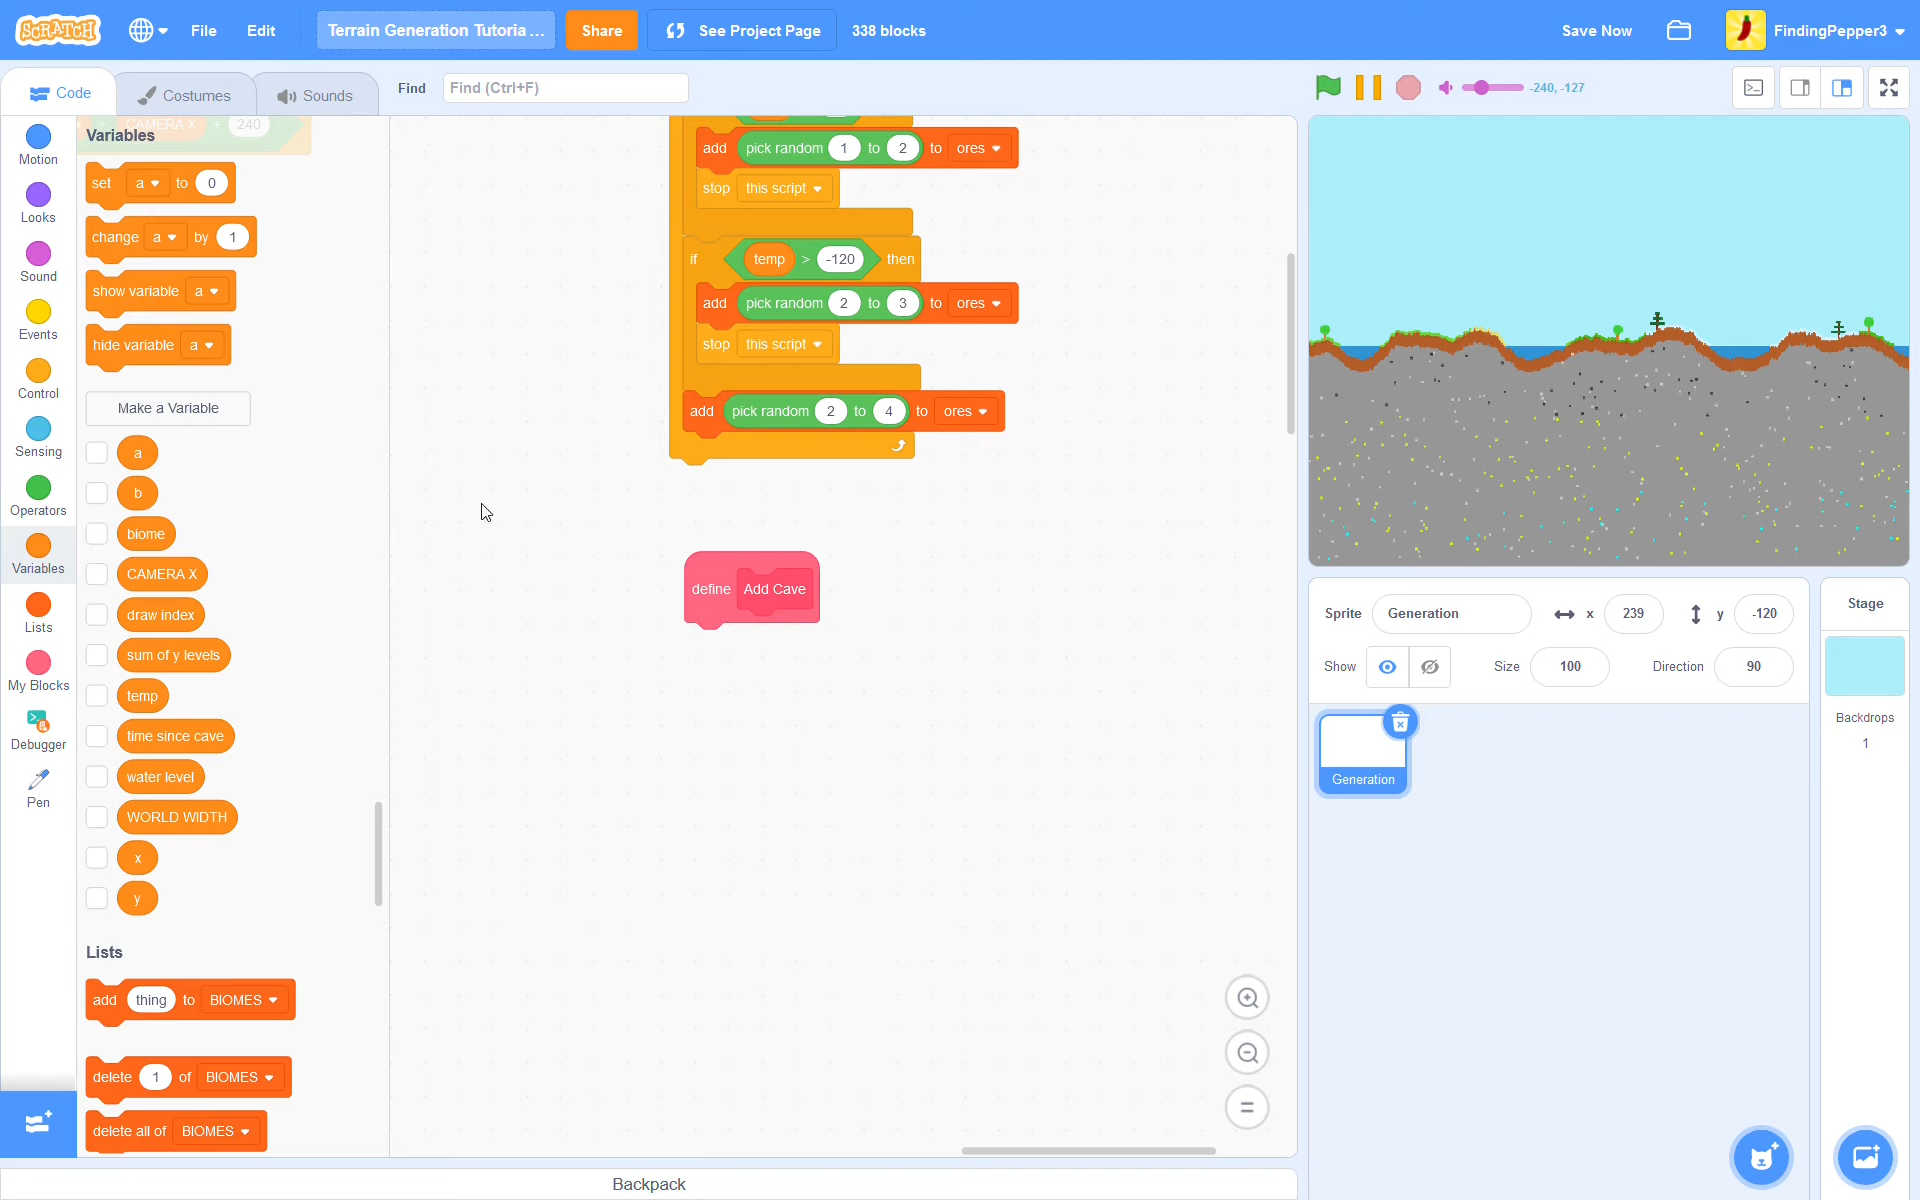 SCRATCH
File
Edit
Terrain Generation Tutoria ...
Share
See Project Page
338 blocks
Save Now
FindingPepper3
Code
Costumes
Sounds
Find
Find (Ctrl+F)
-240, -127
Motion
Looks
Sound
Events
Control
Sensing
Operators
Variables
Lists
My Blocks
Debugger
Pen
CAMERA X + 240
Variables
set a to 0
change a by 1
show variable a
hide variable a
Make a Variable
a
b
biome
CAMERA X
draw index
sum of y levels
temp
time since cave
water level
WORLD WIDTH
x
y
Lists
add thing to BIOMES
delete 1 of BIOMES
delete all of BIOMES
add pick random 1 to 2 to ores
stop this script
if temp > -120 then
add pick random 2 to 3 to ores
stop this script
add pick random 2 to 4 to ores
define Add Cave
Sprite Generation x 239 y -120
Show Size 100 Direction 90
Generation
Stage
Backdrops
1
Backpack